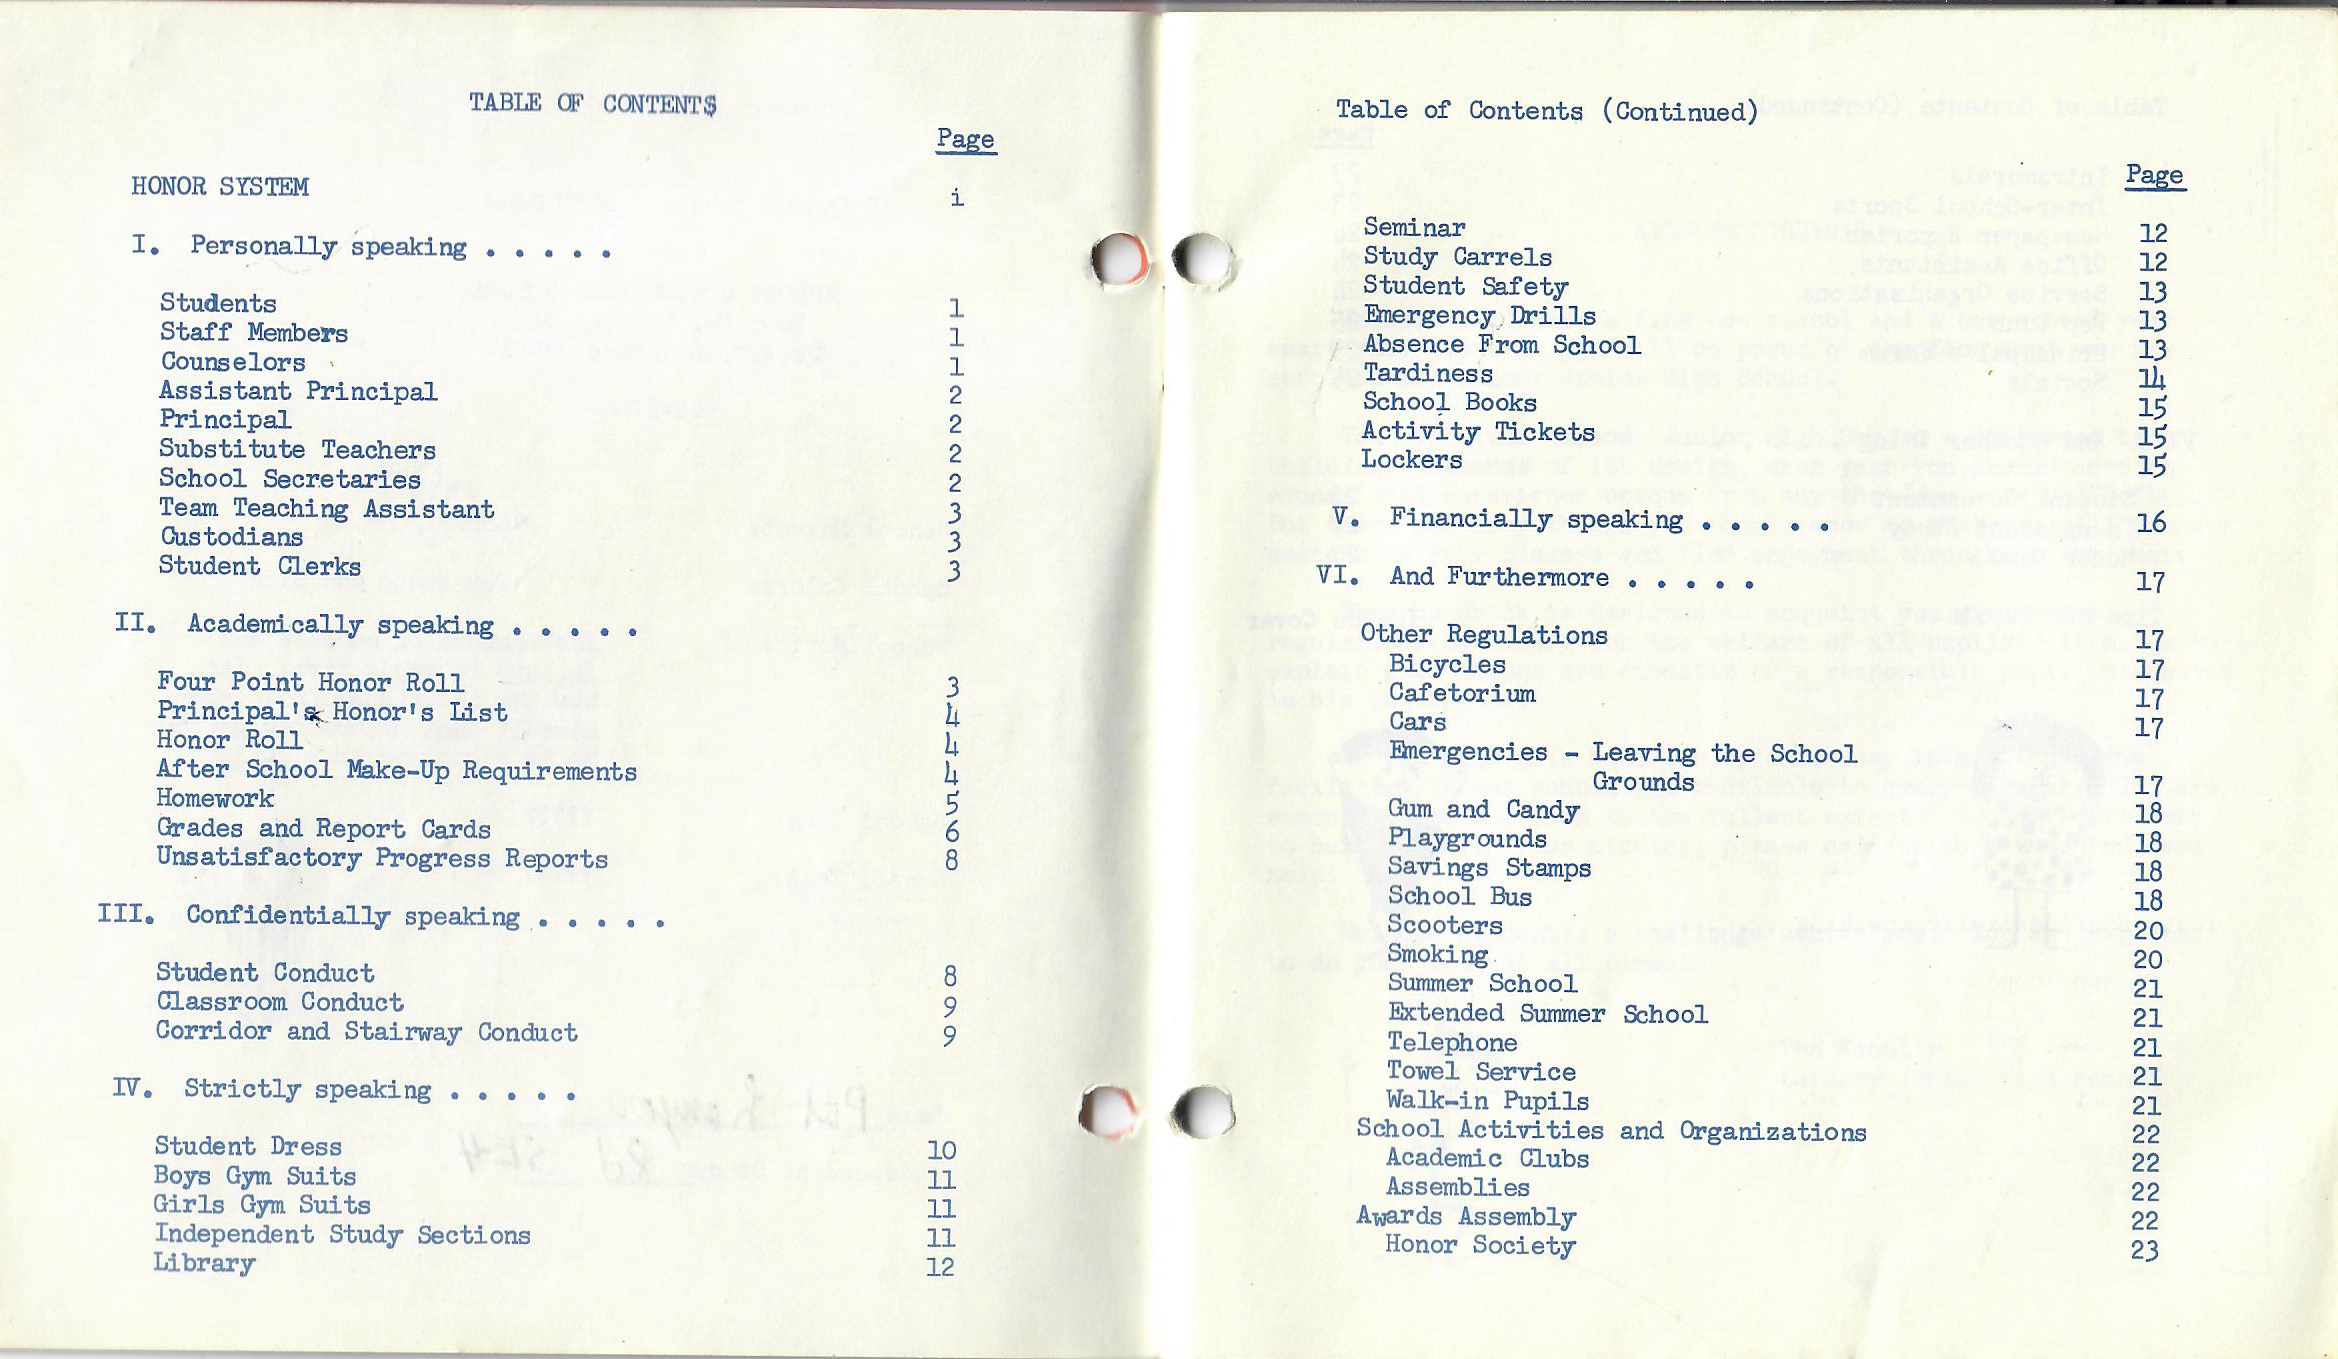 TABLE OF CONTENTS
Page
HONOR SYSTEM i
I. Personally speaking . . . . .
Students 1
Staff Members 1
Counselors 1
Assistant Principal 2
Principal 2
Substitute Teachers 2
School Secretaries 2
Team Teaching Assistant 3
Custodians 3
Student Clerks 3
II. Academically speaking . . . . .
Four Point Honor Roll 3
Principal's Honor's List 4
Honor Roll 4
After School Make-Up Requirements 4
Homework 5
Grades and Report Cards 6
Unsatisfactory Progress Reports 8
III. Confidentially speaking . . . . .
Student Conduct 8
Classroom Conduct 9
Corridor and Stairway Conduct 9
IV. Strictly speaking . . . . .
Student Dress 10
Boys Gym Suits 11
Girls Gym Suits 11
Independent Study Sections 11
Library 12
Table of Contents (Continued)
Page
Seminar 12
Study Carrels 12
Student Safety 13
Emergency Drills 13
Absence From School 13
Tardiness 14
School Books 15
Activity Tickets 15
Lockers 15
V. Financially speaking . . . . . 16
VI. And Furthermore . . . . . 17
Other Regulations 17
Bicycles 17
Cafetorium 17
Cars 17
Emergencies - Leaving the School
Grounds 17
Gum and Candy 18
Playgrounds 18
Savings Stamps 18
School Bus 18
Scooters 20
Smoking 20
Summer School 21
Extended Summer School 21
Telephone 21
Towel Service 21
Walk-in Pupils 21
School Activities and Organizations 22
Academic Clubs 22
Assemblies 22
Awards Assembly 22
Honor Society 23